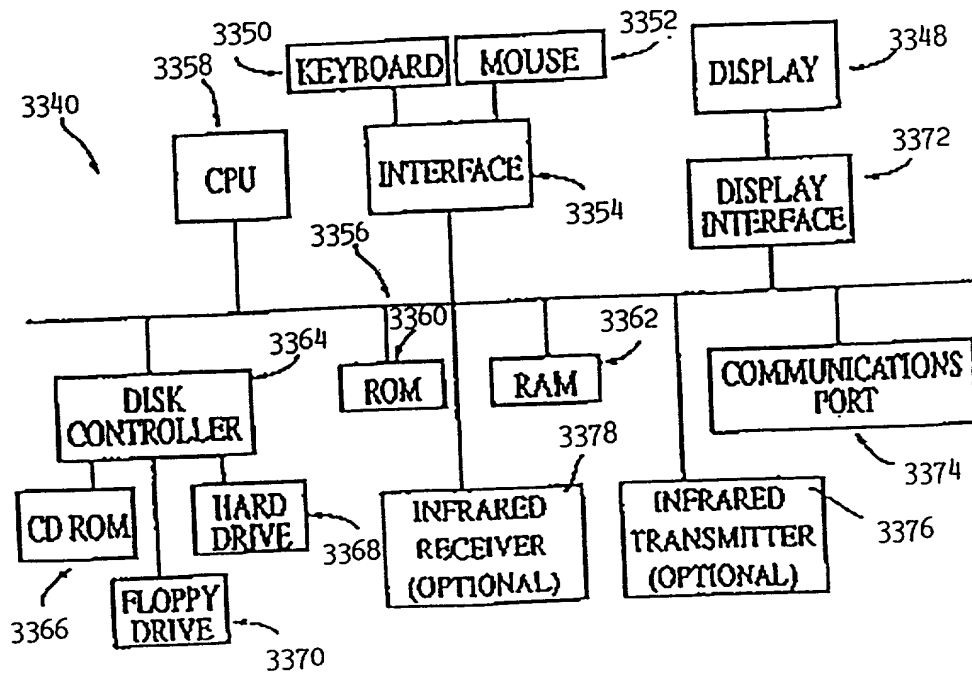 3350
3352
3358
KEYBOARD
MOUSE
3348
DISPLAY
3340
3372
CPU
INTERFACE
3354
DISPLAY
INTERFACE
3356
3360
3362
3364
ROM
RAM
COMMUNICATIONS
PORT
DISK
CONTROLLER
3378
3374
CD ROM
HARD
DRIVE
3368
INFRARED
RECEIVER
(OPTIONAL)
INFRARED
TRANSMITTER
(OPTIONAL)
3376
3366
FLOPPY
DRIVE
3370